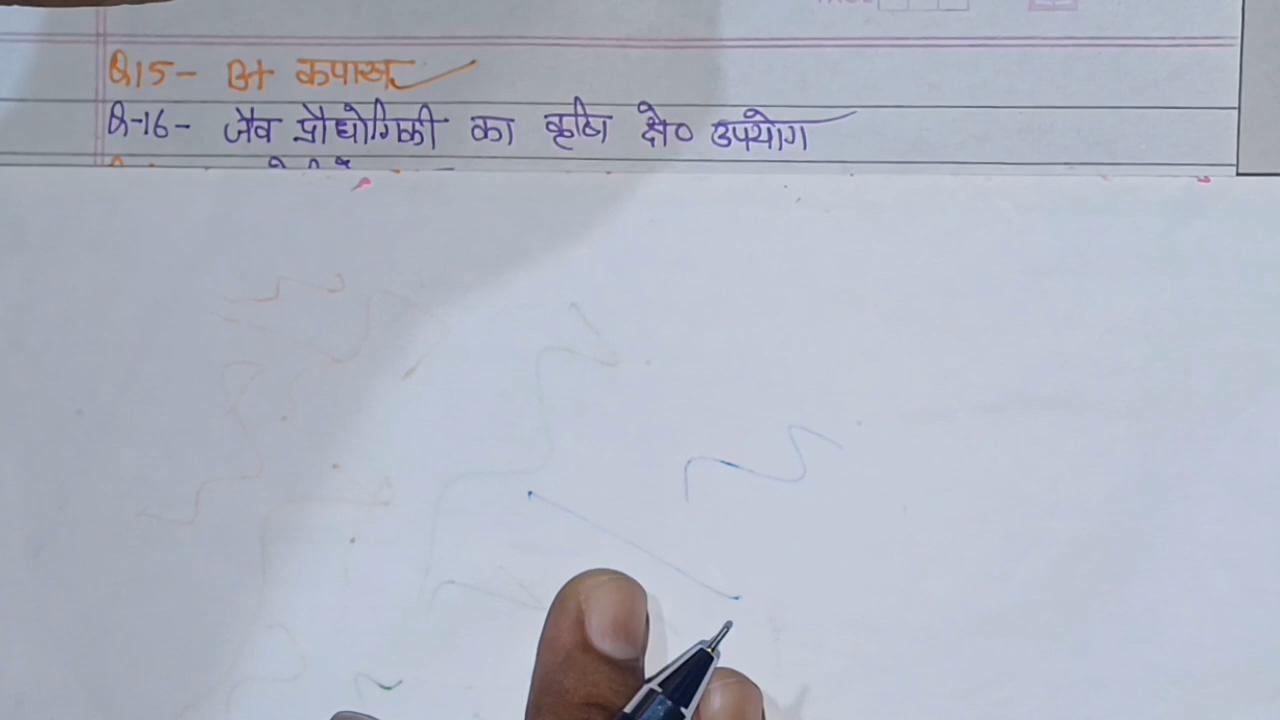 Q15- Bt कपास
Q-16- जैव प्रौद्योगिकी का कृषि क्षे० उपयोग